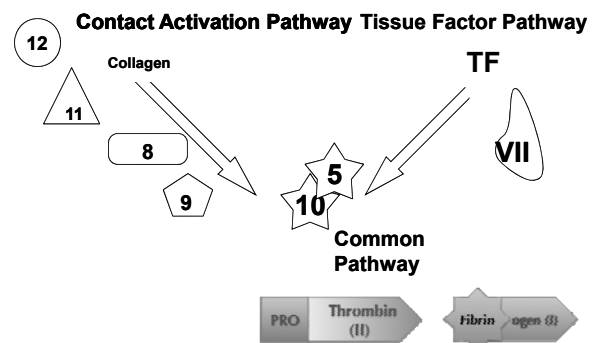 Contact Activation Pathway Tissue Factor Pathway
12
Collagen
TF
11
8
VII
9
5
10
Common
Pathway
PRO
Thrombin
(II)
Fibrin ogen (I)